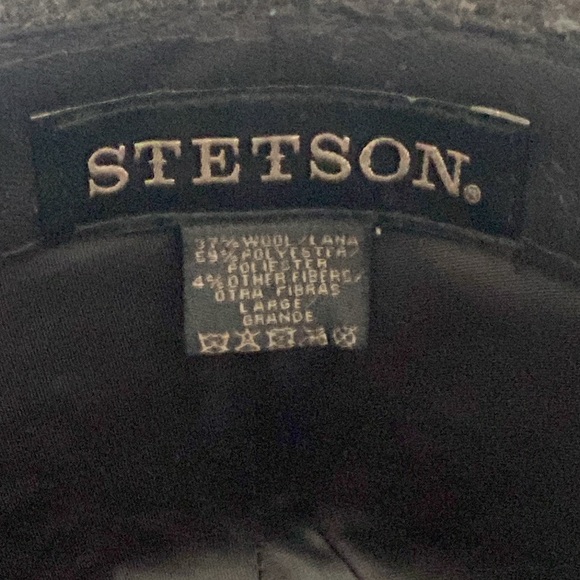 STETSON®
37% WOOL/LANA
59% POLYESTER/
POLIESTER
4% OTHER FIBERS/
OTRA FIBRAS
LARGE/
GRANDE